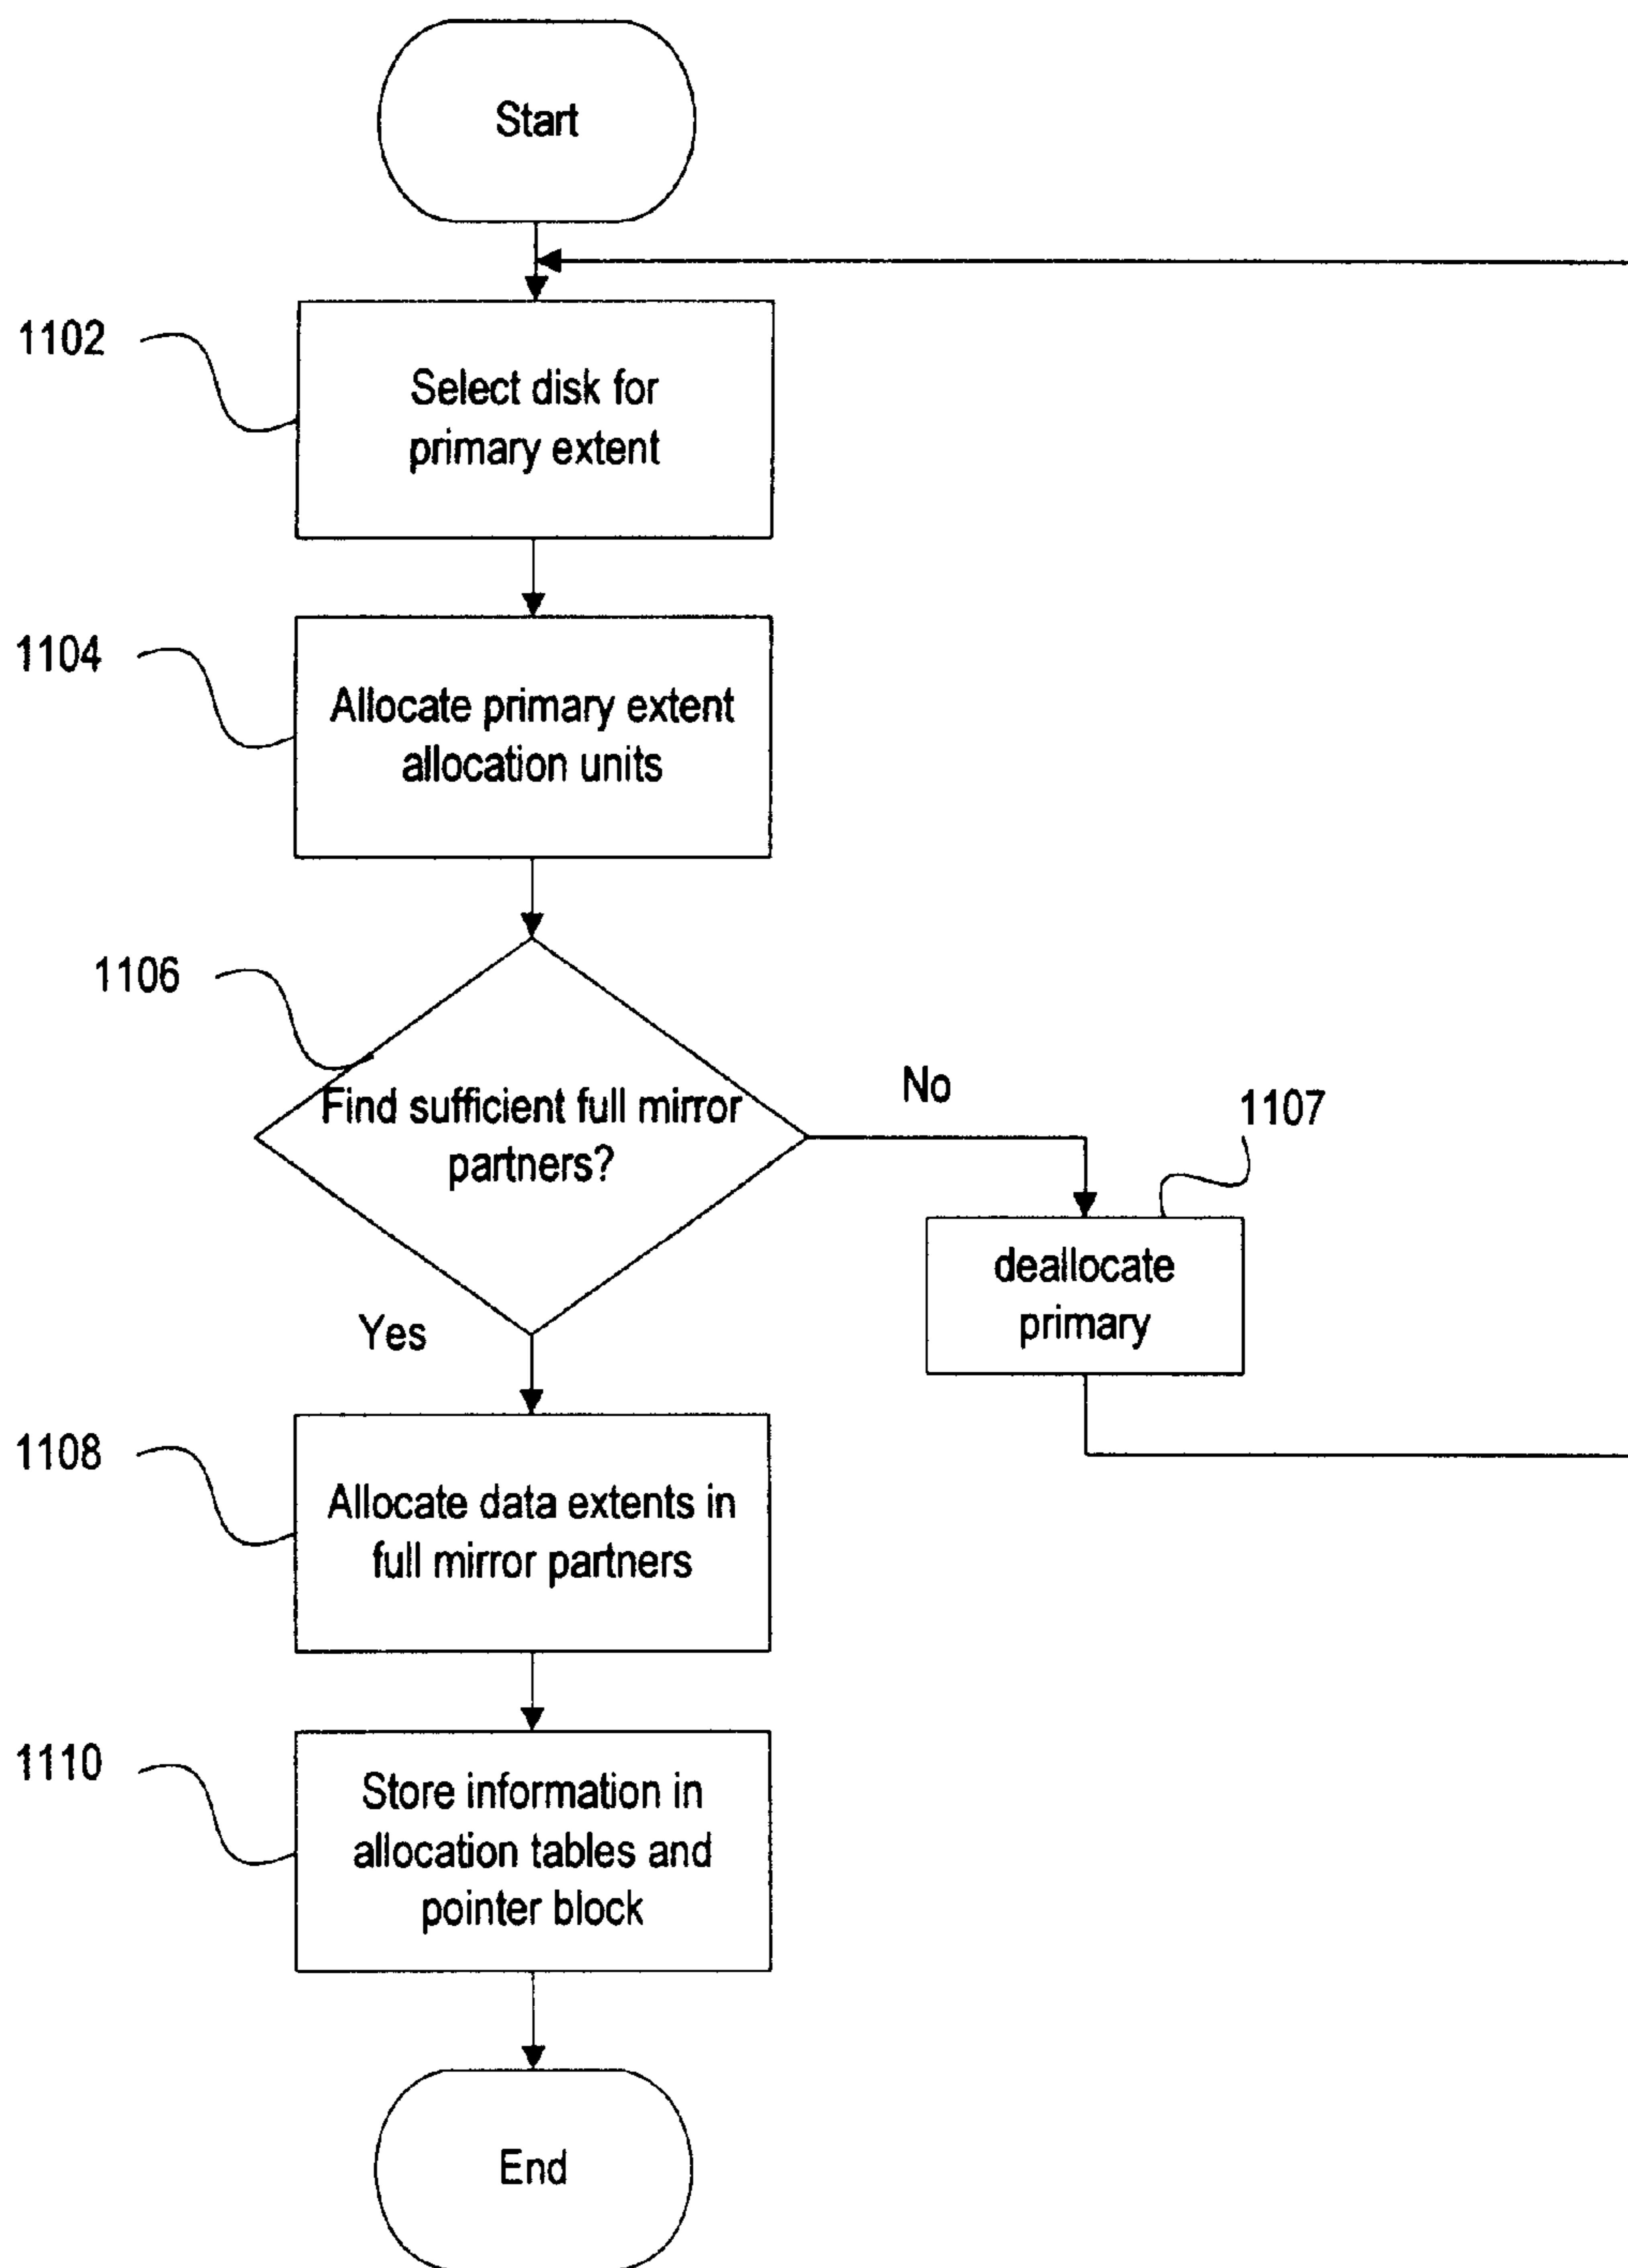 Start
1102
Select disk for
primary extent
1104
Allocate primary extent
allocation units
1106
Find sufficient full mirror
partners?
No
1107
deallocate
primary
Yes
1108
Allocate data extents in
full mirror partners
1110
Store information in
allocation tables and
pointer block
End